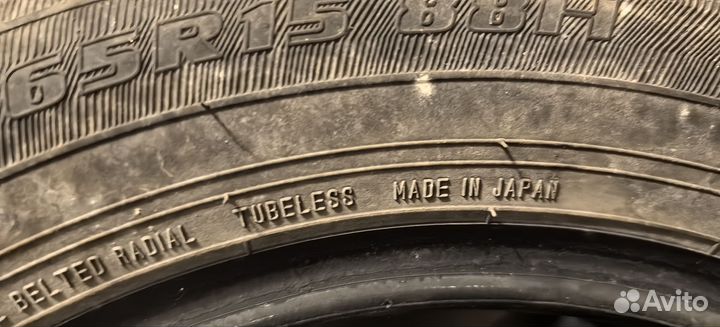 65R15 88H
BELTED RADIAL TUBELESS MADE IN JAPAN
Avito